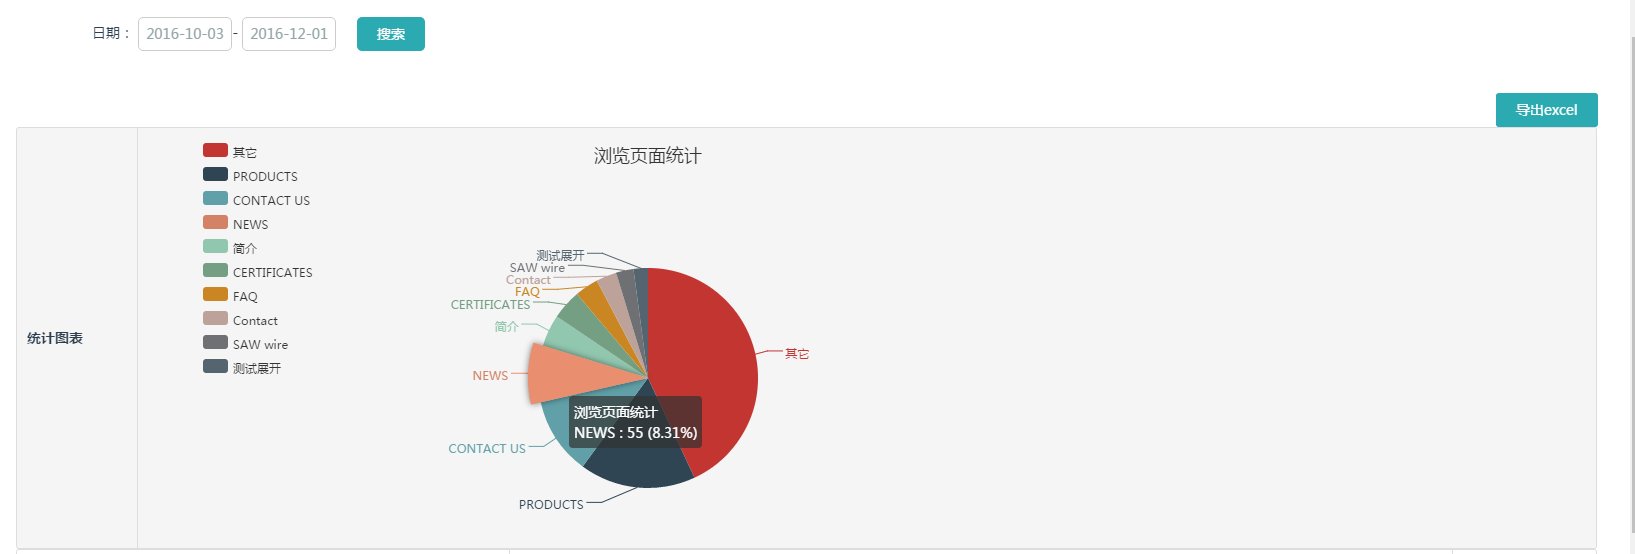 日期： 2016-10-03 - 2016-12-01 搜索
导出excel
统计图表
其它
PRODUCTS
CONTACT US
NEWS
简介
CERTIFICATES
FAQ
Contact
SAW wire
测试展开
浏览页面统计
测试展开
SAW wire
Contact
FAQ
CERTIFICATES
简介
其它
NEWS
浏览页面统计
NEWS : 55 (8.31%)
CONTACT US
PRODUCTS